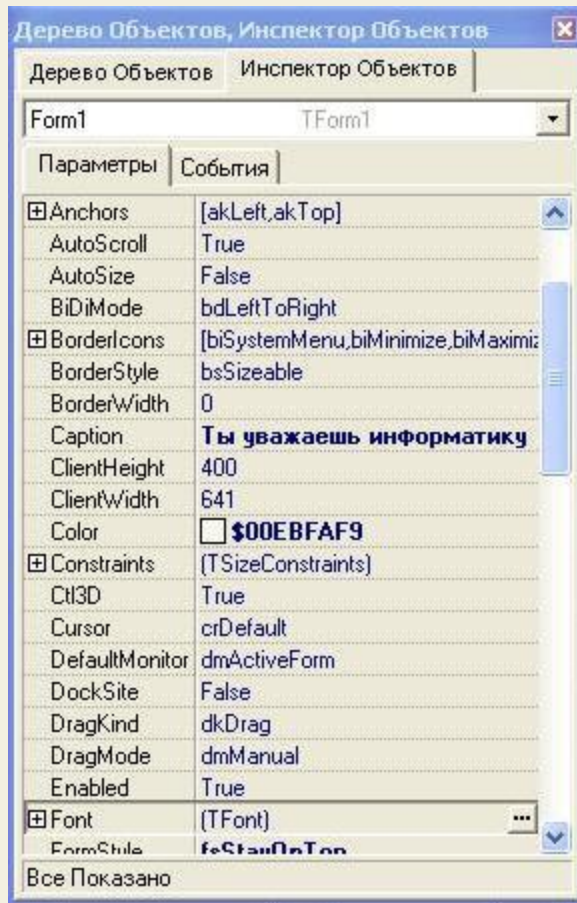 Дерево Объектов, Инспектор Объектов
Дерево Объектов Инспектор Объектов
Form1 TForm1
Параметры События
Anchors [akLeft,akTop]
AutoScroll True
AutoSize False
BiDiMode bdLeftToRight
BorderIcons [biSystemMenu,biMinimize,biMaximiz
BorderStyle bsSizeable
BorderWidth 0
Caption Ты уважаешь информатику
ClientHeight 400
ClientWidth 641
Color $00EBFAF9
Constraints (TSizeConstraints)
Ctl3D True
Cursor crDefault
DefaultMonitor dmActiveForm
DockSite False
DragKind dkDrag
DragMode dmManual
Enabled True
Font (TFont) ...
FormStyle fsStayOnTop
Все Показано